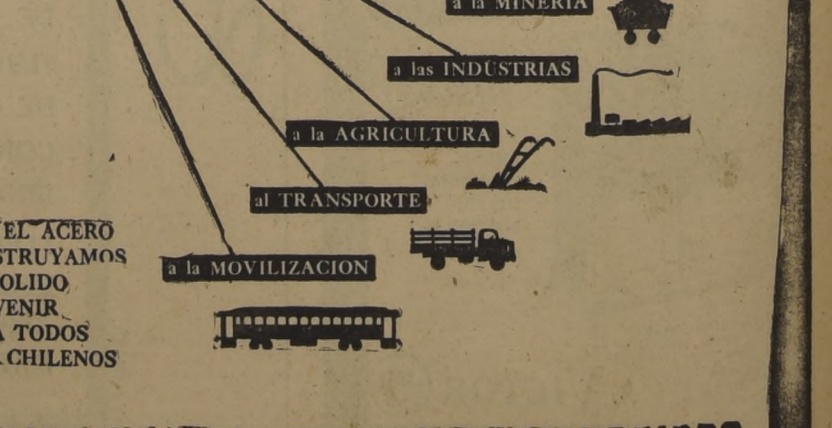 a la MINERIA
a las INDUSTRIAS
a la AGRICULTURA
al TRANSPORTE
a la MOVILIZACION
EL ACERO
STRUYAMOS
OLIDO
VENIR
A TODOS
CHILENOS